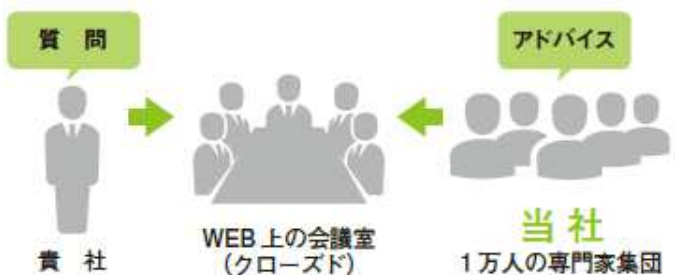 質 問
アドバイス
貴 社
WEB 上の会議室
(クローズド)
当 社
1万人の専門家集団